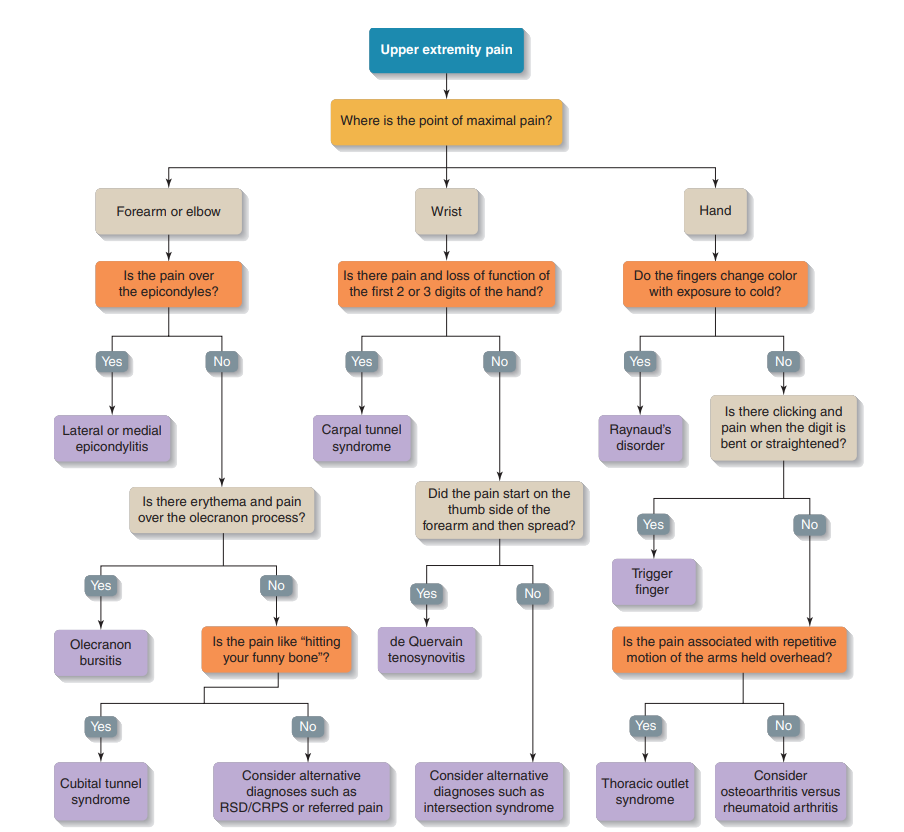 Upper extremity pain
Where is the point of maximal pain?
Forearm or elbow
Wrist
Hand
Is the pain over
the epicondyles?
Is there pain and loss of function of
the first 2 or 3 digits of the hand?
Do the fingers change color
with exposure to cold?
Yes
No
Yes
No
Yes
No
Lateral or medial
epicondylitis
Carpal tunnel
syndrome
Raynaud's
disorder
Is there clicking and
pain when the digit is
bent or straightened?
Is there erythema and pain
over the olecranon process?
Did the pain start on the
thumb side of the
forearm and then spread?
Yes
No
Yes
No
Yes
No
Trigger
finger
Olecranon
bursitis
Is the pain like “hitting
your funny bone”?
de Quervain
tenosynovitis
Is the pain associated with repetitive
motion of the arms held overhead?
Yes
No
Yes
No
Cubital tunnel
syndrome
Consider alternative
diagnoses such as
RSD/CRPS or referred pain
Consider alternative
diagnoses such as
intersection syndrome
Thoracic outlet
syndrome
Consider
osteoarthritis versus
rheumatoid arthritis